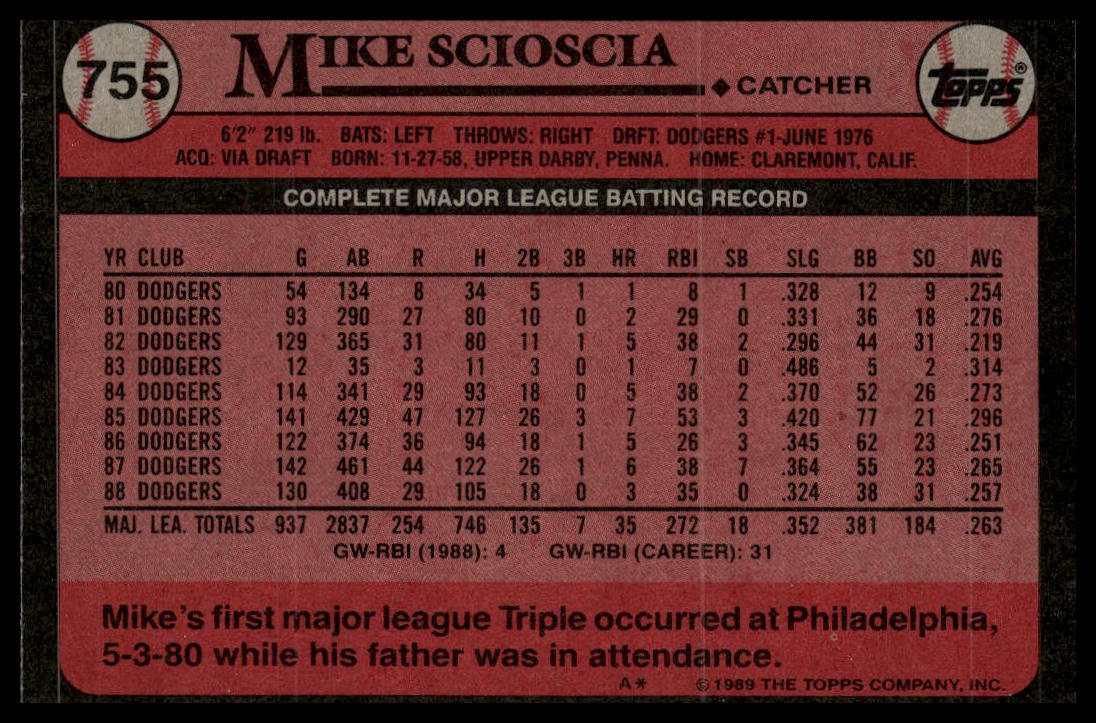 755
MIKE SCIOSCIA
◆ CATCHER
TOPPS®
6'2" 219 lb. BATS: LEFT THROWS: RIGHT DRFT: DODGERS #1-JUNE 1976
ACQ: VIA DRAFT BORN: 11-27-58, UPPER DARBY, PENNA. HOME: CLAREMONT, CALIF.
COMPLETE MAJOR LEAGUE BATTING RECORD
YR CLUB G AB R H 2B 3B HR RBI SB SLG BB SO AVG
80 DODGERS 54 134 8 34 5 1 1 8 1 .328 12 9 .254
81 DODGERS 93 290 27 80 10 0 2 29 0 .331 36 18 .276
82 DODGERS 129 365 31 80 11 1 5 38 2 .296 44 31 .219
83 DODGERS 12 35 3 11 3 0 1 7 0 .486 5 2 .314
84 DODGERS 114 341 29 93 18 0 5 38 2 .370 52 26 .273
85 DODGERS 141 429 47 127 26 3 7 53 3 .420 77 21 .296
86 DODGERS 122 374 36 94 18 1 5 26 3 .345 62 23 .251
87 DODGERS 142 461 44 122 26 1 6 38 7 .364 55 23 .265
88 DODGERS 130 408 29 105 18 0 3 35 0 .324 38 31 .257
MAJ. LEA. TOTALS 937 2837 254 746 135 7 35 272 18 .352 381 184 .263
GW-RBI (1988): 4 GW-RBI (CAREER): 31
Mike's first major league Triple occurred at Philadelphia,
5-3-80 while his father was in attendance.
A* © 1989 THE TOPPS COMPANY, INC.